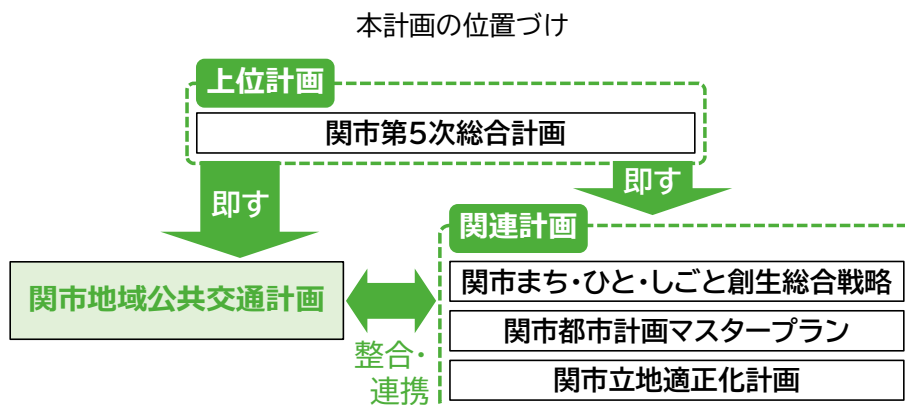 本計画の位置づけ
上位計画
関市第5次総合計画
即す
即す
関連計画
関市地域公共交通計画
整合・
連携
関市まち・ひと・しごと創生総合戦略
関市都市計画マスタープラン
関市立地適正化計画